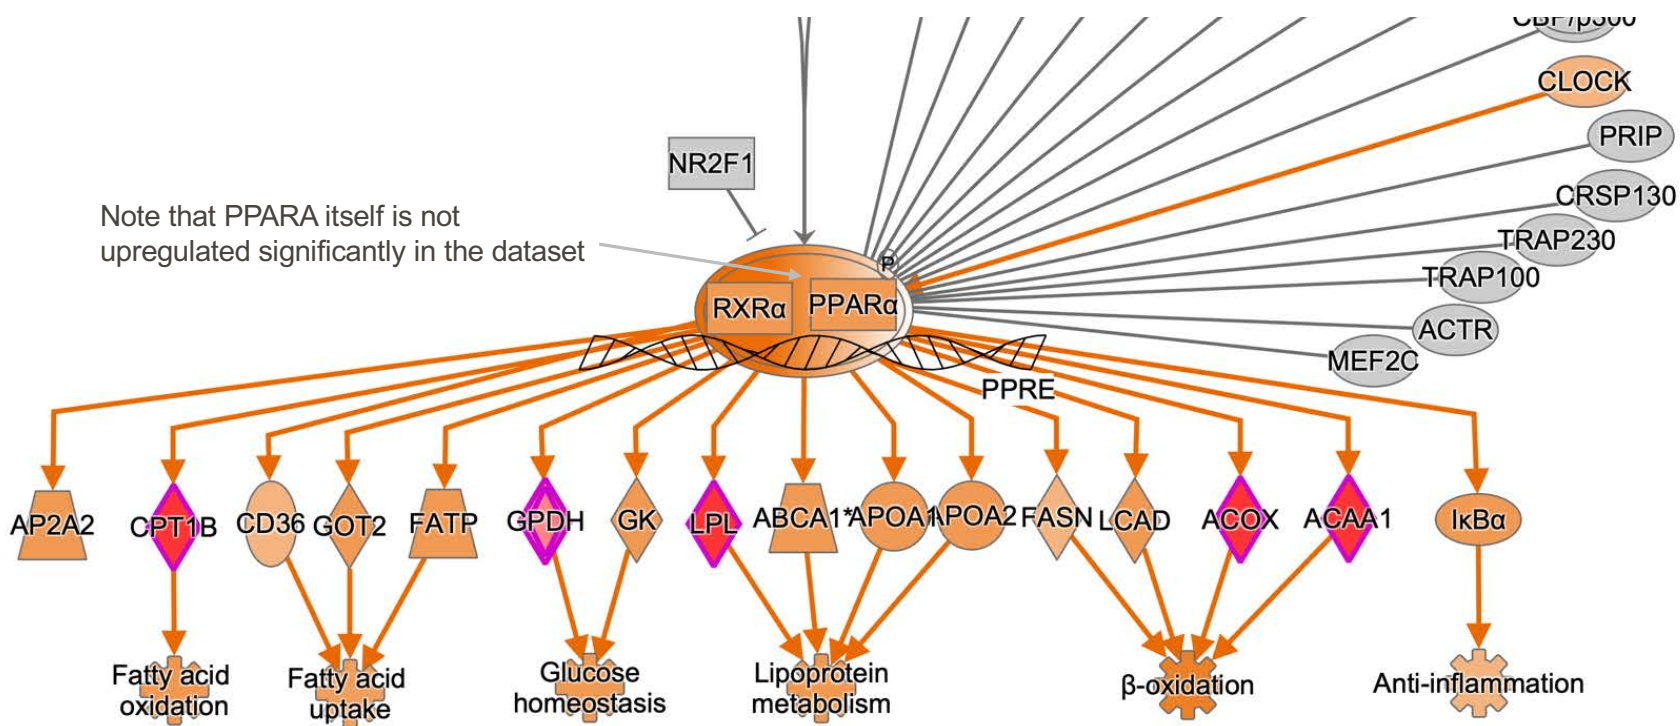 CBP/p300
CLOCK
PRIP
NR2F1
CRSP130
Note that PPARA itself is not
upregulated significantly in the dataset
TRAP230
P
TRAP100
RXRα
PPARα
ACTR
MEF2C
PPRE
AP2A2
CPT1B
CD36
GOT2
FATP
GPDH
GK
LPL
ABCA1*
APOA1
APOA2
FASN
LCAD
ACOX
ACAA1
IκBα
Fatty acid
oxidation
Fatty acid
uptake
Glucose
homeostasis
Lipoprotein
metabolism
β-oxidation
Anti-inflammation